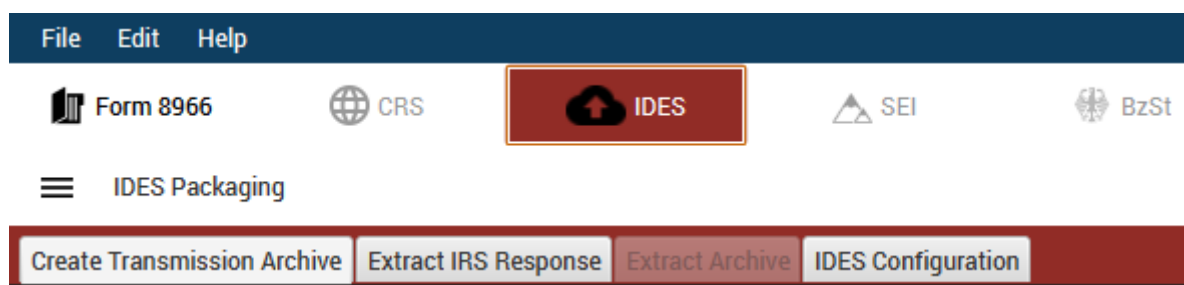 File Edit Help
Form 8966 CRS IDES SEI BzSt
IDES Packaging
Create Transmission Archive Extract IRS Response Extract Archive IDES Configuration